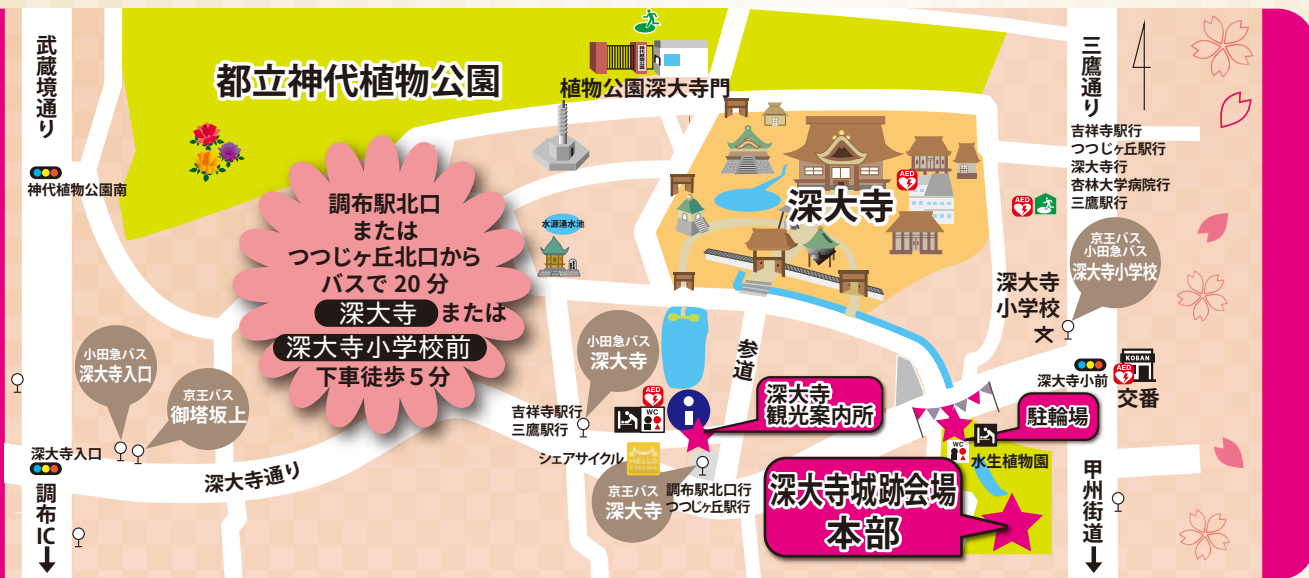 武蔵境通り
神代植物公園南
都立神代植物公園
植物公園深大寺門
三鷹通り
吉祥寺駅行
つつじヶ丘駅行
深大寺行
杏林大学病院行
三鷹駅行
AED
AED
深大寺
水源湧水池
調布駅北口
または
つつじヶ丘北口から
バスで 20 分
深大寺 または
深大寺小学校前
下車徒歩 5 分
京王バス
小田急バス
深大寺小学校
深大寺
小学校
文
小田急バス
深大寺入口
京王バス
御塔坂上
小田急バス
深大寺
参道
深大寺小前
KOBAN
AED
交番
AED
WC
吉祥寺駅行
三鷹駅行
深大寺
観光案内所
駐輪場
WC
水生植物園
深大寺入口
深大寺通り
シェアサイクル
京王バス
深大寺
調布駅北口行
つつじヶ丘駅行
深大寺城跡会場
本部
調布IC
甲州街道